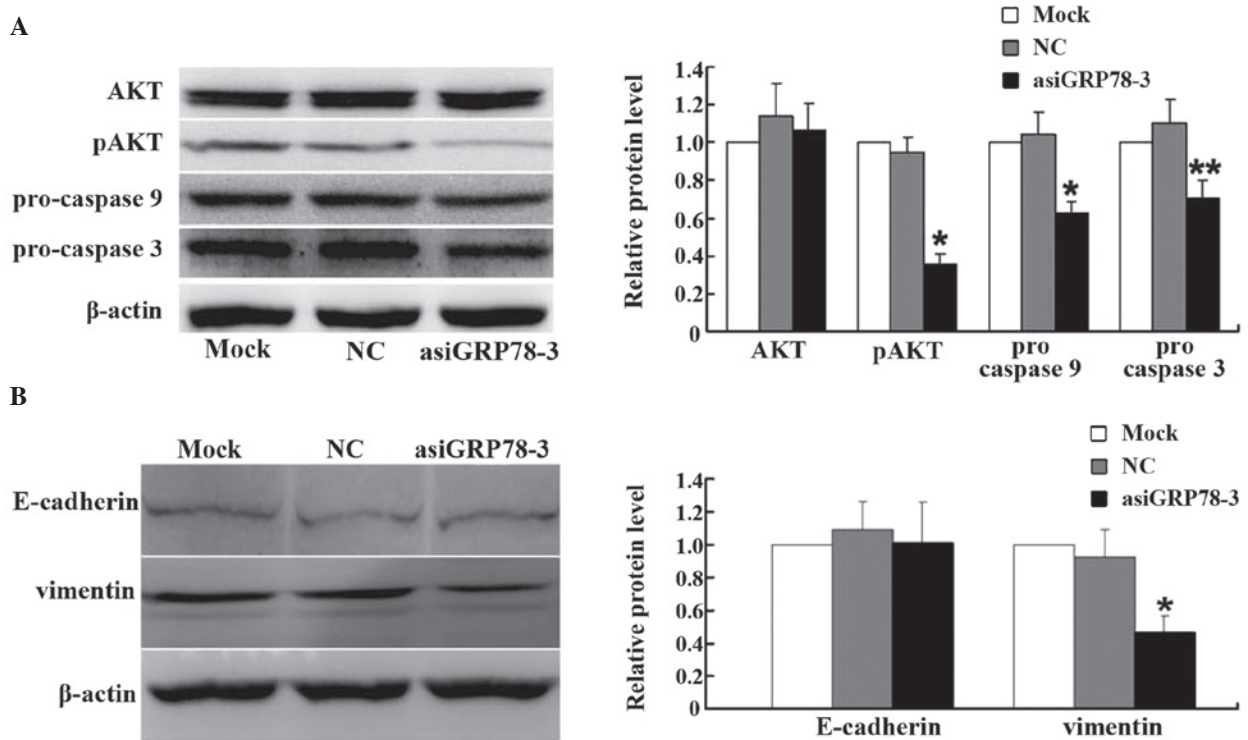 A
AKT
pAKT
pro-caspase 9
pro-caspase 3
β-actin
Mock NC asiGRP78-3
Mock
NC
asiGRP78-3
Relative protein level
1.4
1.2
1.0
0.8
0.6
0.4
0.2
0
*
*
**
AKT pAKT pro caspase 9 pro caspase 3
B
Mock NC asiGRP78-3
E-cadherin
vimentin
β-actin
Mock
NC
asiGRP78-3
Relative protein level
1.4
1.2
1.0
0.8
0.6
0.4
0.2
0
*
E-cadherin vimentin